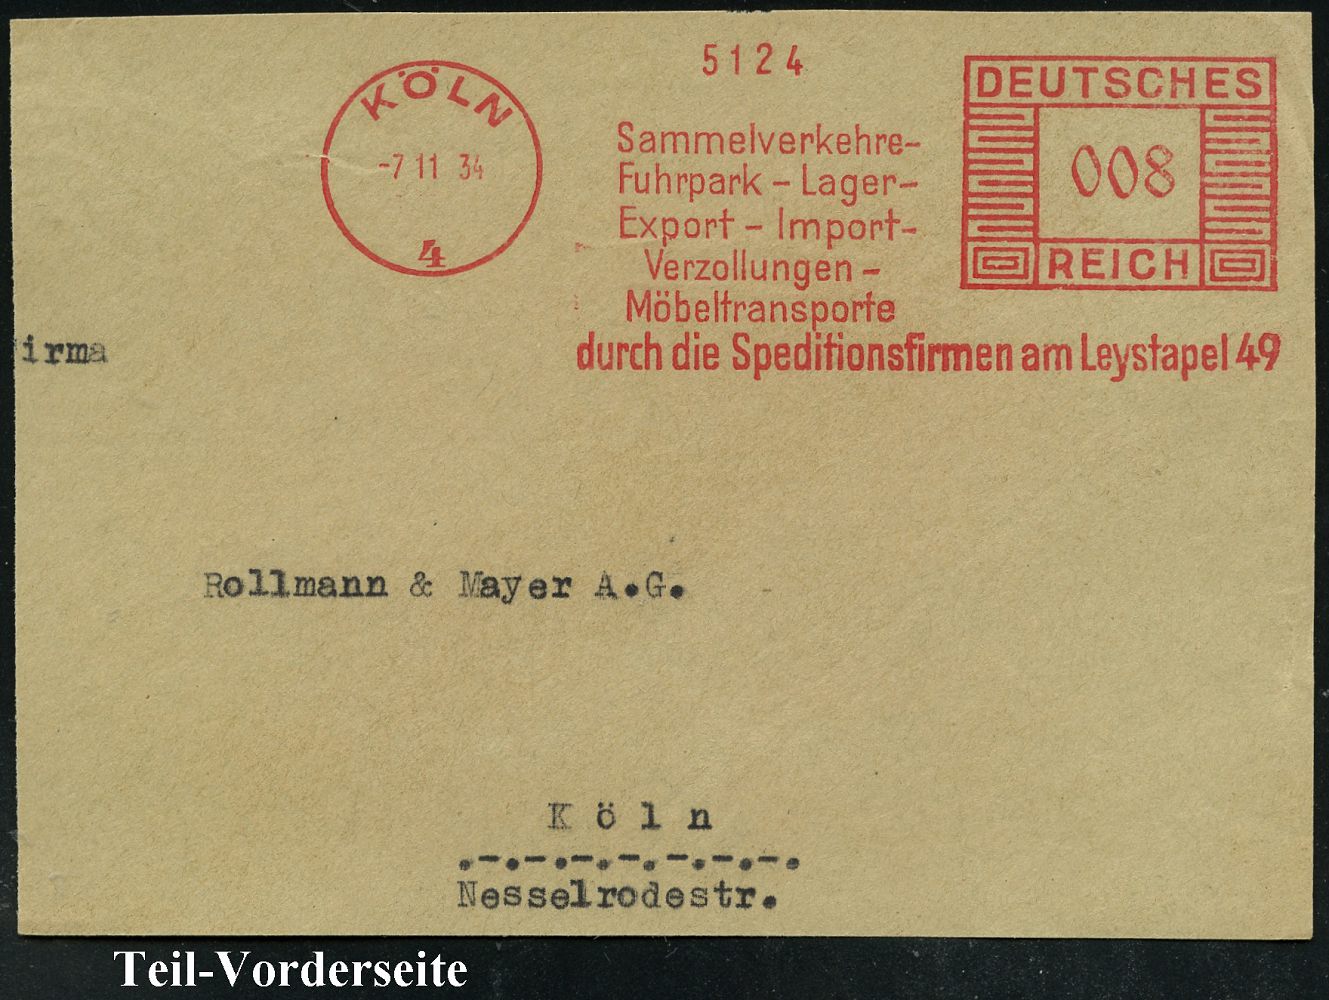 5124
KÖLN
-7 11 34
4
Sammelverkehre-
Fuhrpark - Lager-
Export - Import-
Verzollungen -
Möbeltransporte
durch die Speditionsfirmen am Leystapel 49
DEUTSCHES
008
REICH
irma
Rollmann & Mayer A.G.
Köln
.-.-.-.-.-.-.-.
Nesselrodestr.
Teil-Vorderseite